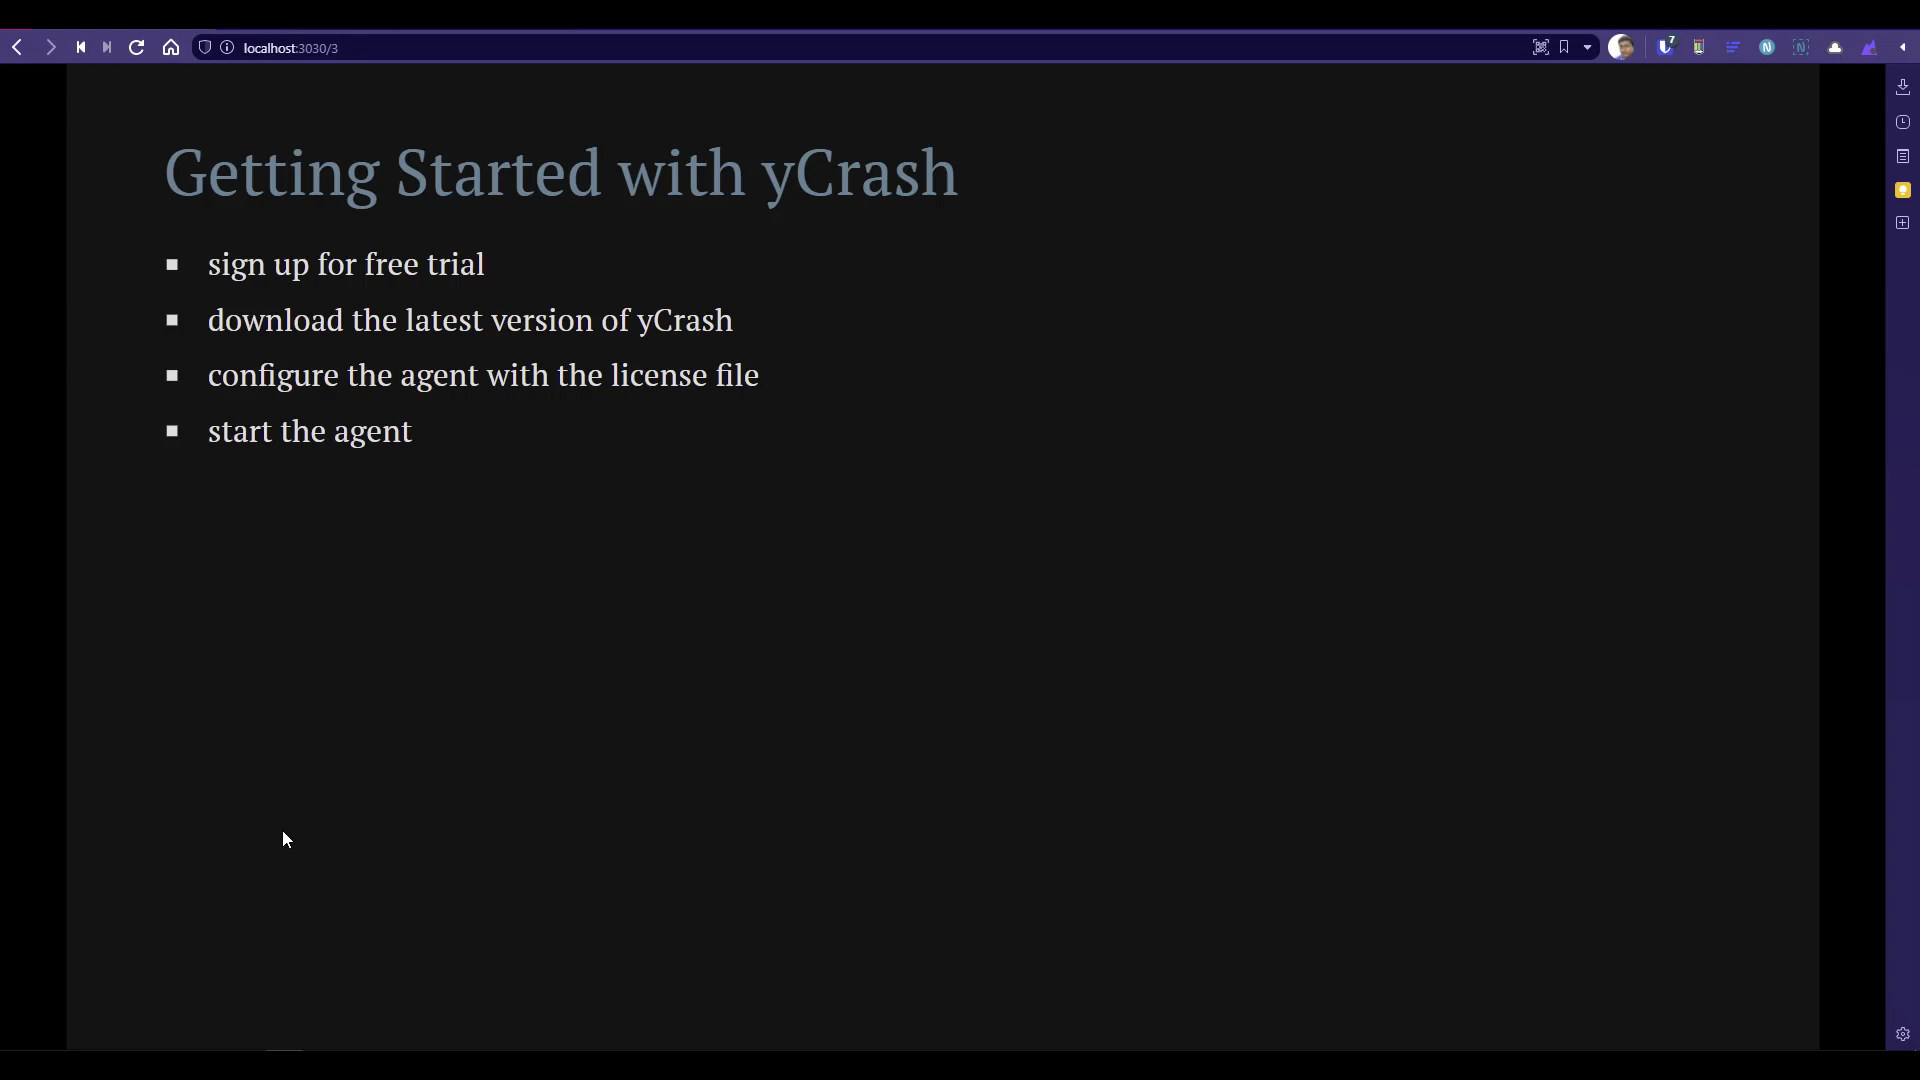 localhost:3030/3
7
N
N
Getting Started with yCrash
sign up for free trial
download the latest version of yCrash
configure the agent with the license file
start the agent